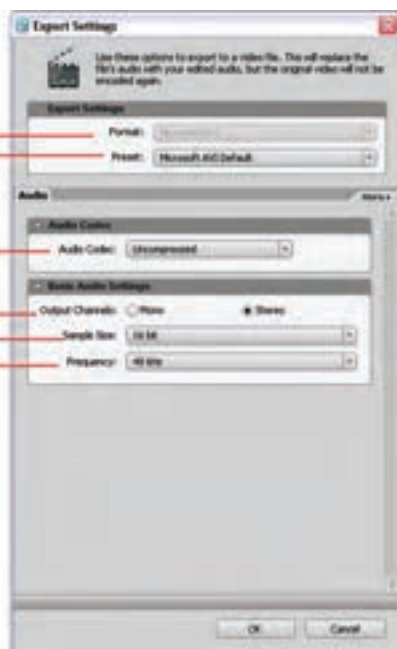 Export Settings
Use these options to export to a video file. This will replace the
file's audio with your edited audio, but the original video will not be
encoded again.
Export Settings
Format:
Preset: Microsoft AVI Default
Audio
Audio Codec
Audio Codec: Uncompressed
Basic Audio Settings
Output Channels: Mono Stereo
Sample Size: 16 bit
Frequency: 48 kHz
OK Cancel